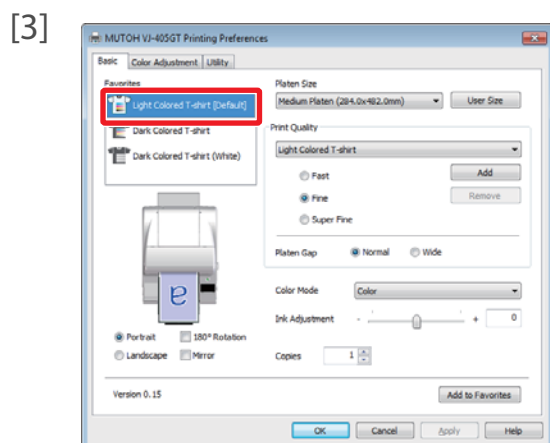 [3]
MUTOH VJ-405GT Printing Preferences
Basic Color Adjustment Utility
Favorites
Light Colored T-shirt [Default]
Dark Colored T-shirt
Dark Colored T-shirt (White)
a
Portrait 180° Rotation
Landscape Mirror
Platen Size
Medium Platen (284.0x482.0mm) User Size
Print Quality
Light Colored T-shirt
Fast Add
Fine Remove
Super Fine
Platen Gap Normal Wide
Color Mode Color
Ink Adjustment - + 0
Copies 1
Version 0.15 Add to Favorites
OK Cancel Apply Help